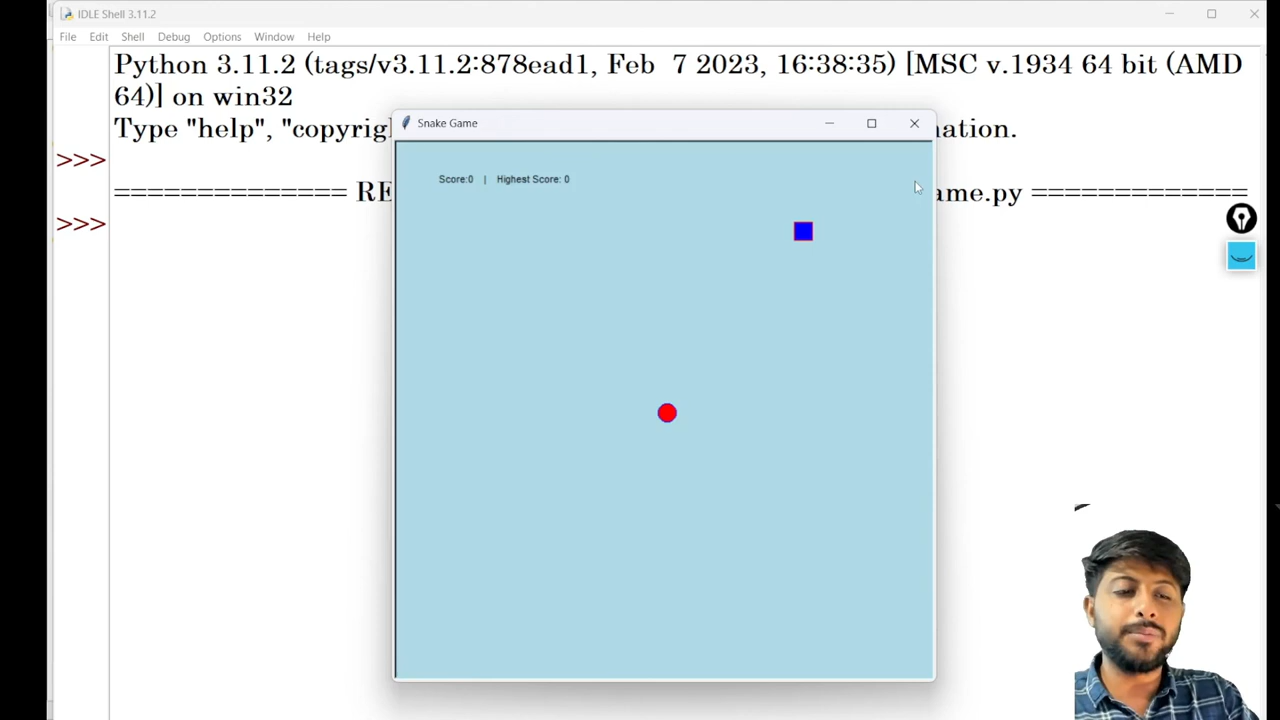 IDLE Shell 3.11.2
File Edit Shell Debug Options Window Help
Python 3.11.2 (tags/v3.11.2:878ead1, Feb 7 2023, 16:38:35) [MSC v.1934 64 bit (AMD
64)] on win32
Type "help", "copyrig
ation.
>>>
============== RE
ame.py =============
>>>
Snake Game
Score:0 | Highest Score: 0